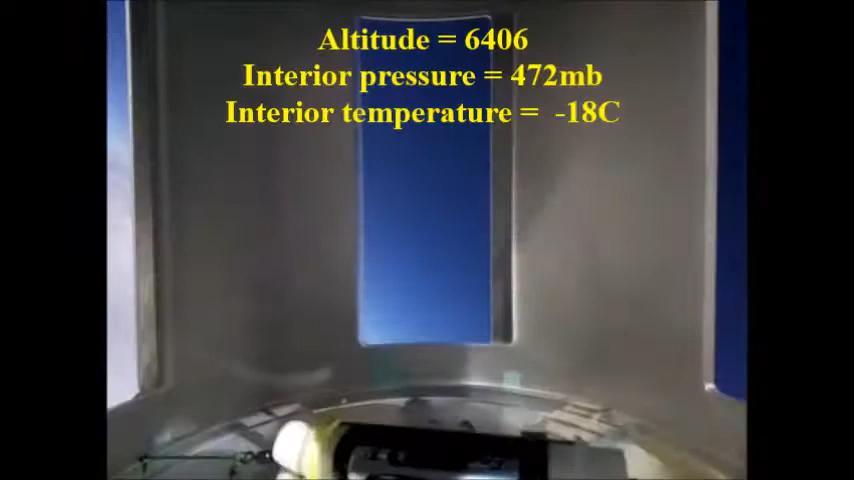 Altitude = 6406
Interior pressure = 472mb
Interior temperature = -18C